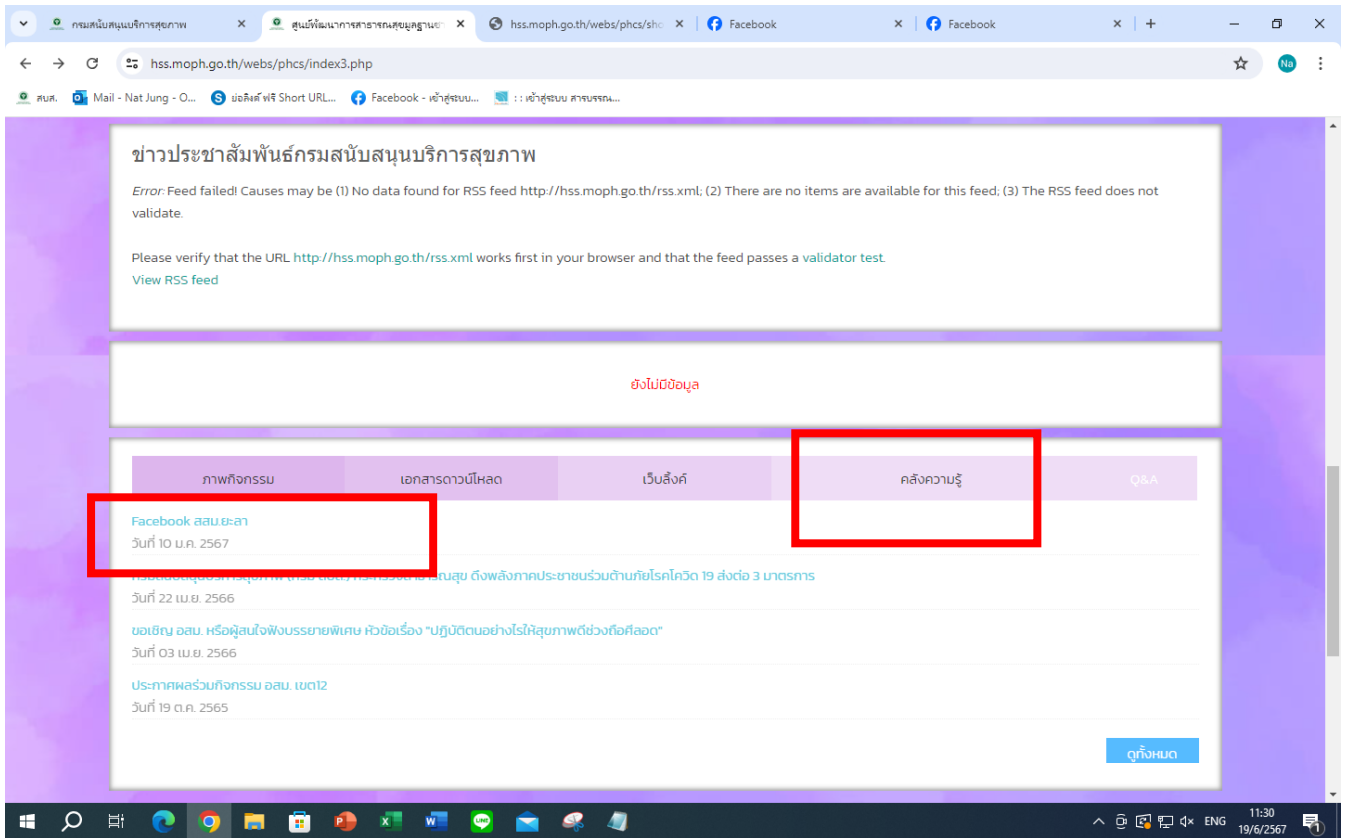 กรมสนับสนุนบริการสุขภาพ
ศูนย์พัฒนาการสาธารณสุขมูลฐานชา
hss.moph.go.th/webs/phcs/sho
Facebook
Facebook
hss.moph.go.th/webs/phcs/index3.php
Na
สบส.
Mail - Nat Jung - O...
ย่อลิงค์ ฟรี Short URL...
Facebook - เข้าสู่ระบบ...
: : เข้าสู่ระบบ สารบรรณ...
ข่าวประชาสัมพันธ์กรมสนับสนุนบริการสุขภาพ
Error: Feed failed! Causes may be (1) No data found for RSS feed http://hss.moph.go.th/rss.xml; (2) There are no items are available for this feed; (3) The RSS feed does not
validate.
Please verify that the URL http://hss.moph.go.th/rss.xml works first in your browser and that the feed passes a validator test.
View RSS feed
ยังไม่มีข้อมูล
ภาพกิจกรรม
เอกสารดาวน์โหลด
เว็บลิ้งค์
คลังความรู้
Q&A
Facebook สสม.ยะลา
วันที่ 10 ม.ค. 2567
ดึงพลังภาคประชาชนร่วมต้านภัยโรคโควิด 19 ส่งต่อ 3 มาตรการ
วันที่ 22 เม.ย. 2566
ขอเชิญ อสม. หรือผู้สนใจฟังบรรยายพิเศษ หัวข้อเรื่อง "ปฏิบัติตนอย่างไรให้สุขภาพดีช่วงถือศีลอด"
วันที่ 03 เม.ย. 2566
ประกาศผลร่วมกิจกรรม อสม. เขต12
วันที่ 19 ต.ค. 2565
ดูทั้งหมด
ENG
11:30
19/6/2567